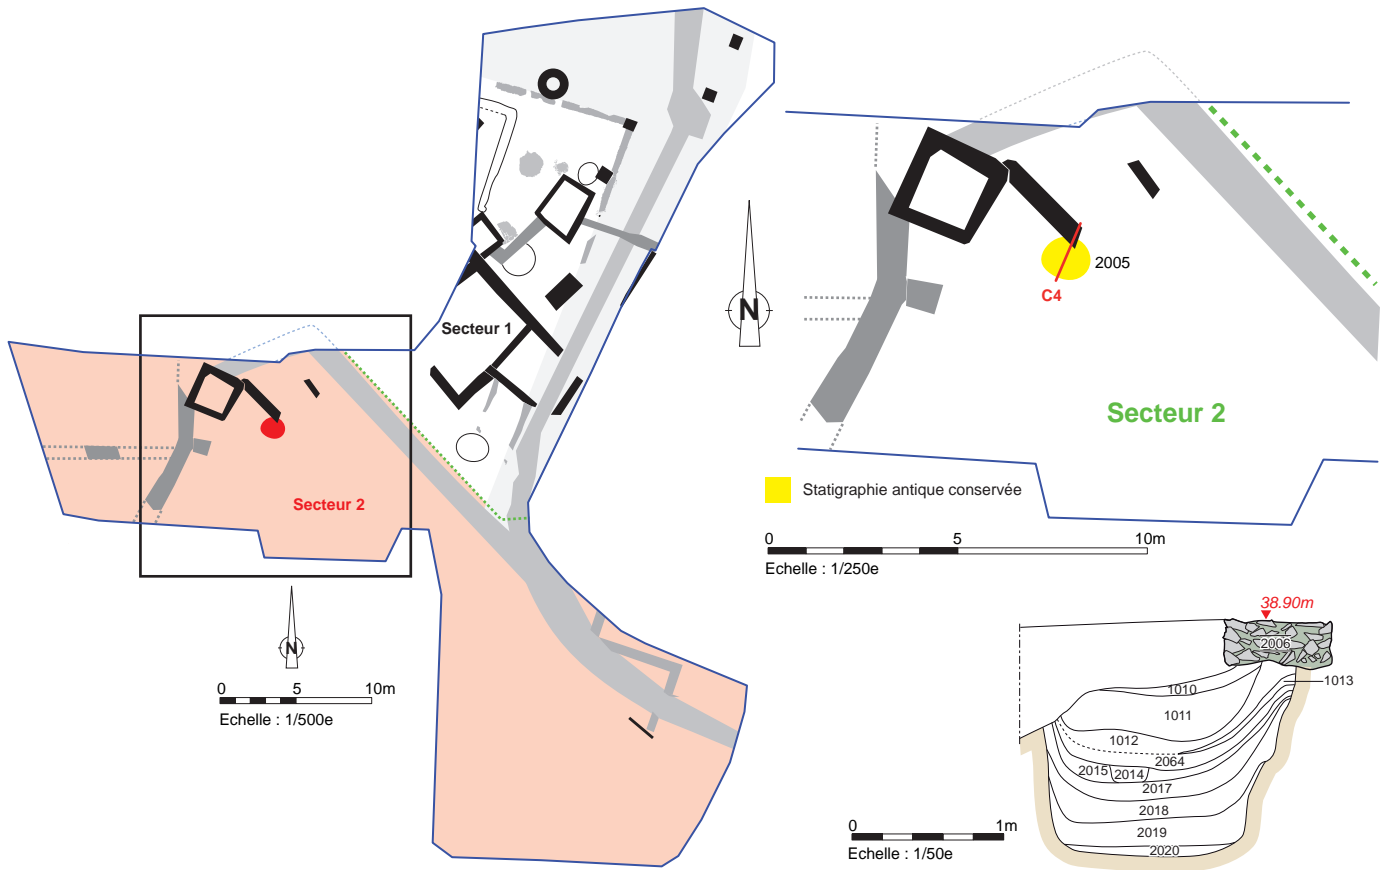 Secteur 1
Secteur 2
N
0 5 10m
Echelle : 1/500e
N
2005
C4
Secteur 2
Statigraphie antique conservée
0 5 10m
Echelle : 1/250e
38.90m
2006
1013
1010
1011
1012
2064
2015
2014
2017
2018
2019
2020
0 1m
Echelle : 1/50e